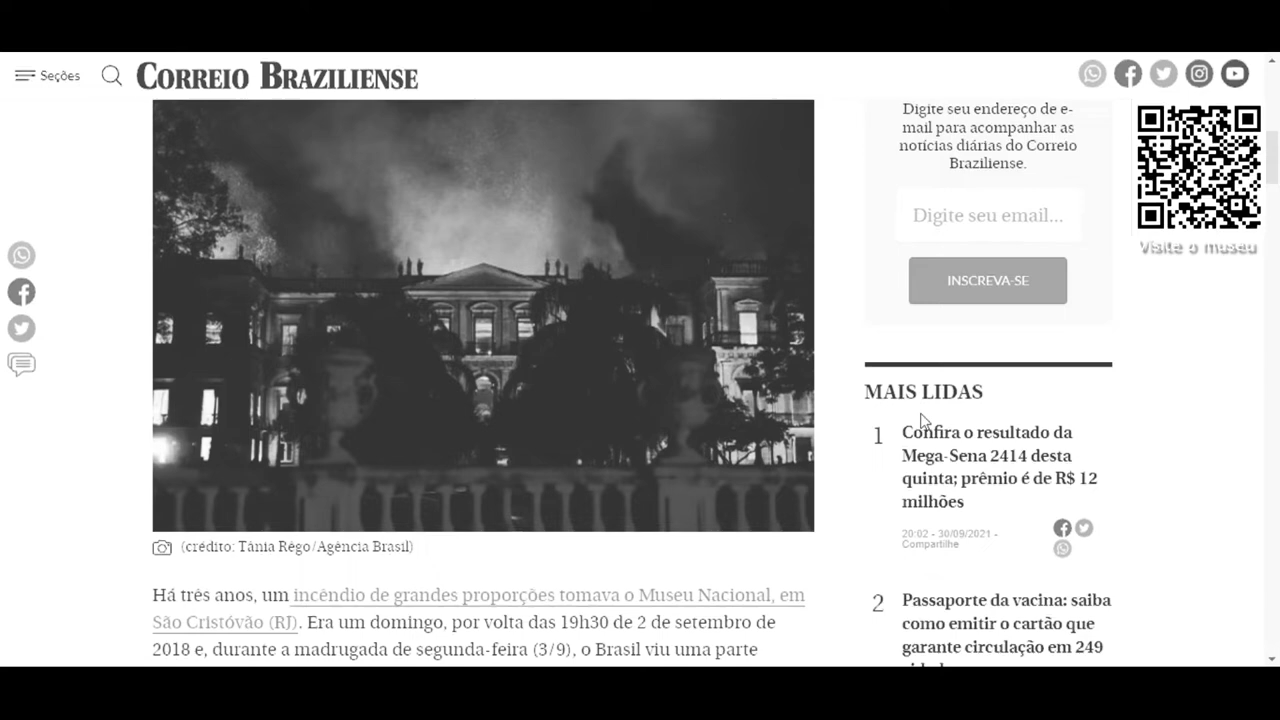 Seções
CORREIO BRAZILIENSE
Digite seu endereço de e-
mail para acompanhar as
notícias diárias do Correio
Braziliense.
Digite seu email...
INSCREVA-SE
Visite o museu
(crédito: Tânia Rêgo/Agência Brasil)
Há três anos, um incêndio de grandes proporções tomava o Museu Nacional, em
São Cristóvão (RJ). Era um domingo, por volta das 19h30 de 2 de setembro de
2018 e, durante a madrugada de segunda-feira (3/9), o Brasil viu uma parte
MAIS LIDAS
1
Confira o resultado da
Mega-Sena 2414 desta
quinta; prêmio é de R$ 12
milhões
20:02 - 30/09/2021 -
Compartilhe
2
Passaporte da vacina: saiba
como emitir o cartão que
garante circulação em 249